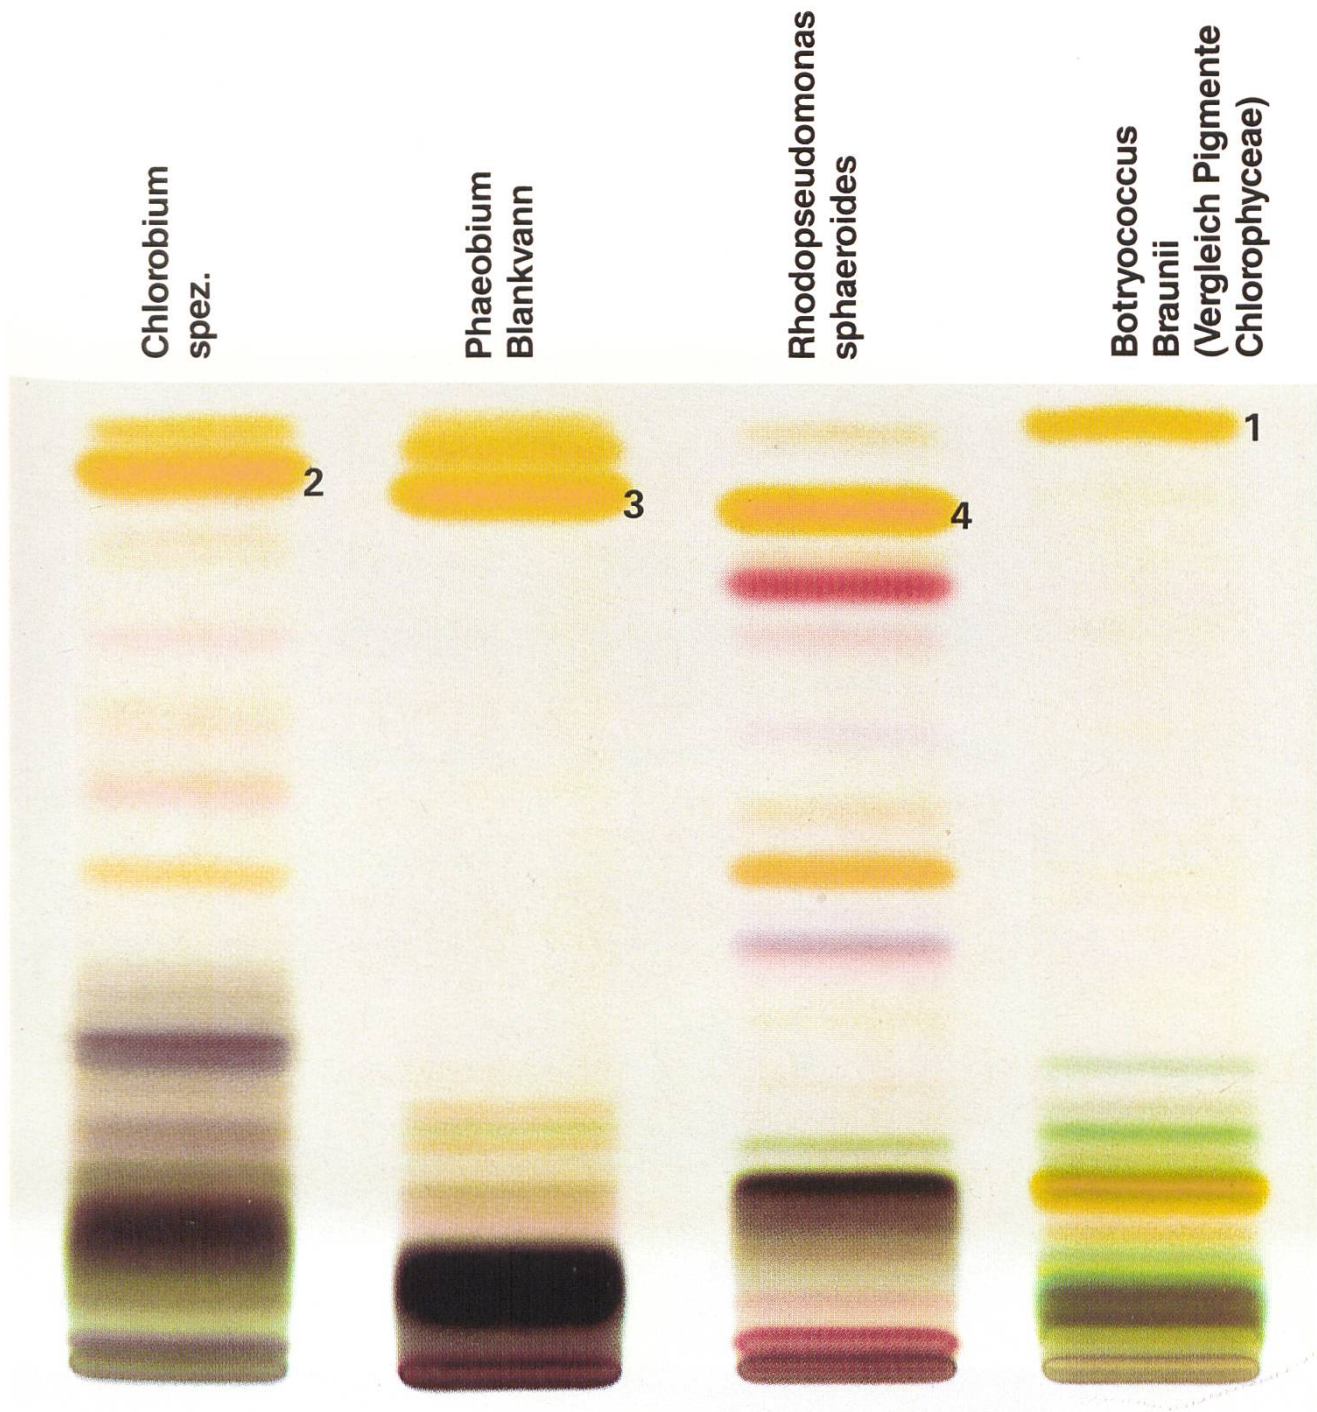 Chlorobium
spez.
Phaeobium
Blankvann
Rhodopseudomonas
sphaeroides
Botryococcus
Braunii
(Vergleich Pigmente
Chlorophyceae)
1
2
3
4